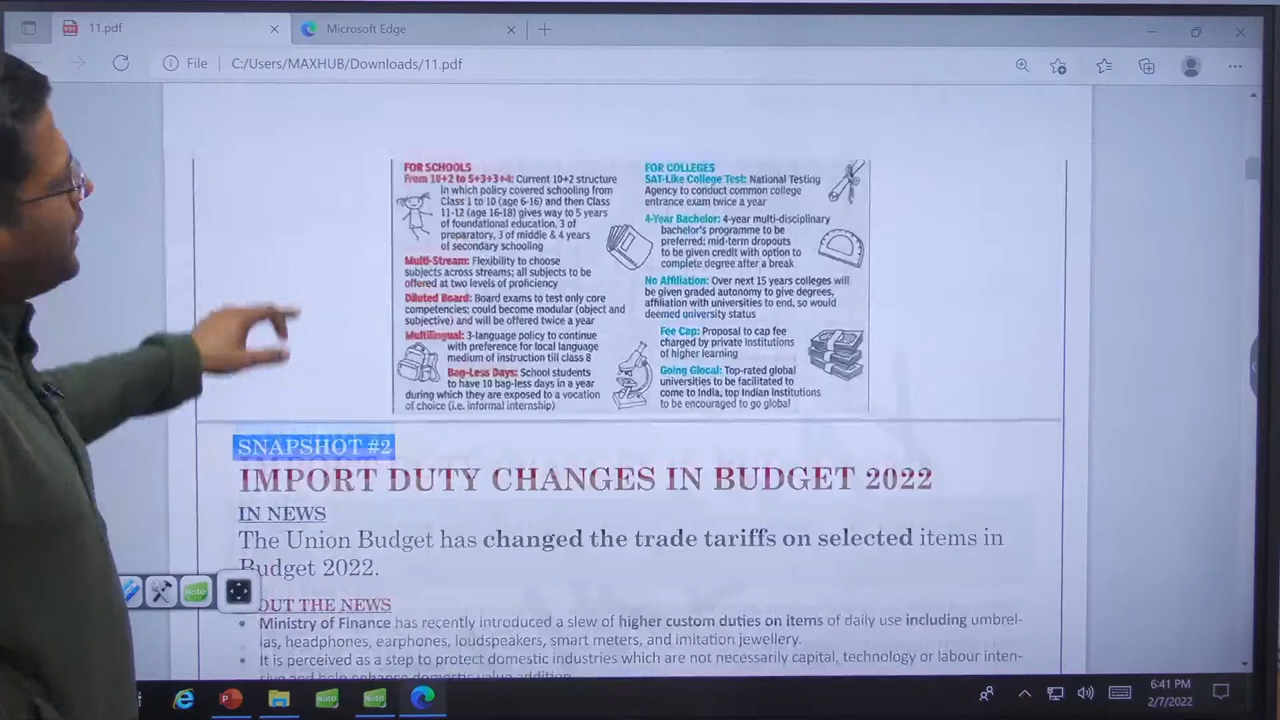 11.pdf
Microsoft Edge
File
C:/Users/MAXHUB/Downloads/11.pdf
FOR SCHOOLS
From 10+2 to 5+3+3+4: Current 10+2 structure
in which policy covered schooling from
Class 1 to 10 (age 6-16) and then Class
11-12 (age 16-18) gives way to 5 years
of foundational education, 3 of
preparatory, 3 of middle & 4 years
of secondary schooling
Multi-Stream: Flexibility to choose
subjects across streams; all subjects to be
offered at two levels of proficiency
Diluted Board: Board exams to test only core
competencies; could become modular (object and
subjective) and will be offered twice a year
Multilingual: 3-language policy to continue
with preference for local language
medium of instruction till class 8
Bag-Less Days: School students
to have 10 bag-less days in a year
during which they are exposed to a vocation
of choice (i.e. informal internship)
FOR COLLEGES
SAT-Like College Test: National Testing
Agency to conduct common college
entrance exam twice a year
4-Year Bachelor: 4-year multi-disciplinary
bachelor's programme to be
preferred; mid-term dropouts
to be given credit with option to
complete degree after a break
No Affiliation: Over next 15 years colleges will
be given graded autonomy to give degrees,
affiliation with universities to end, so would
deemed university status
Fee Cap: Proposal to cap fee
charged by private institutions
of higher learning
Going Glocal: Top-rated global
universities to be facilitated to
come to India, top Indian institutions
to be encouraged to go global
SNAPSHOT #2
IMPORT DUTY CHANGES IN BUDGET 2022
IN NEWS
The Union Budget has changed the trade tariffs on selected items in
Budget 2022.
OUT THE NEWS
• Ministry of Finance has recently introduced a slew of higher custom duties on items of daily use including umbrel-
las, headphones, earphones, loudspeakers, smart meters, and imitation jewellery.
• It is perceived as a step to protect domestic industries which are not necessarily capital, technology or labour inten-
sive and help enhance domestic value addition
Note
Note
Note
6:41 PM
2/7/2022